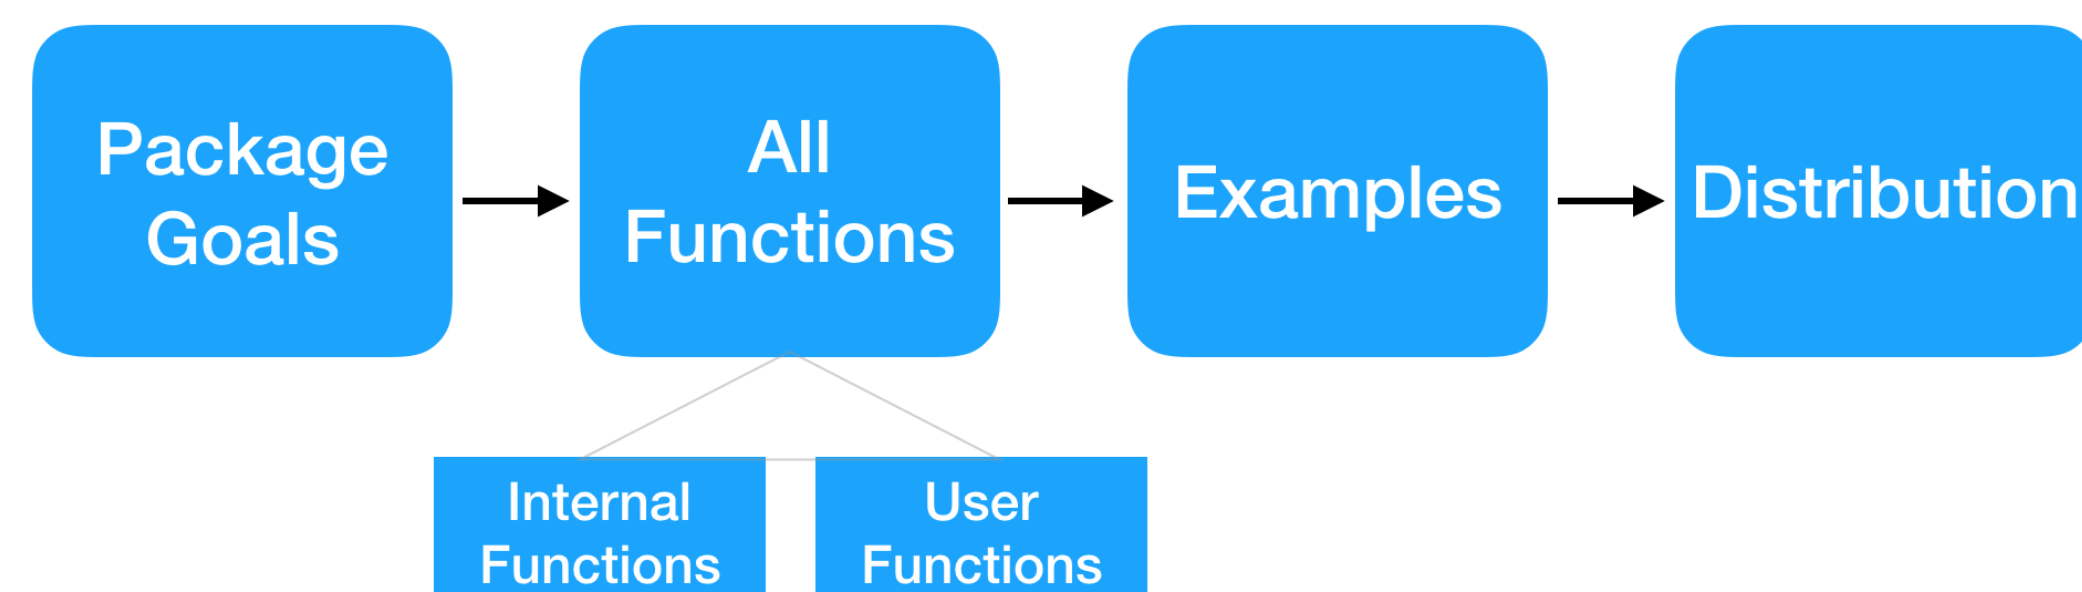 Package
Goals
All
Functions
Examples
Distribution
Internal
Functions
User
Functions